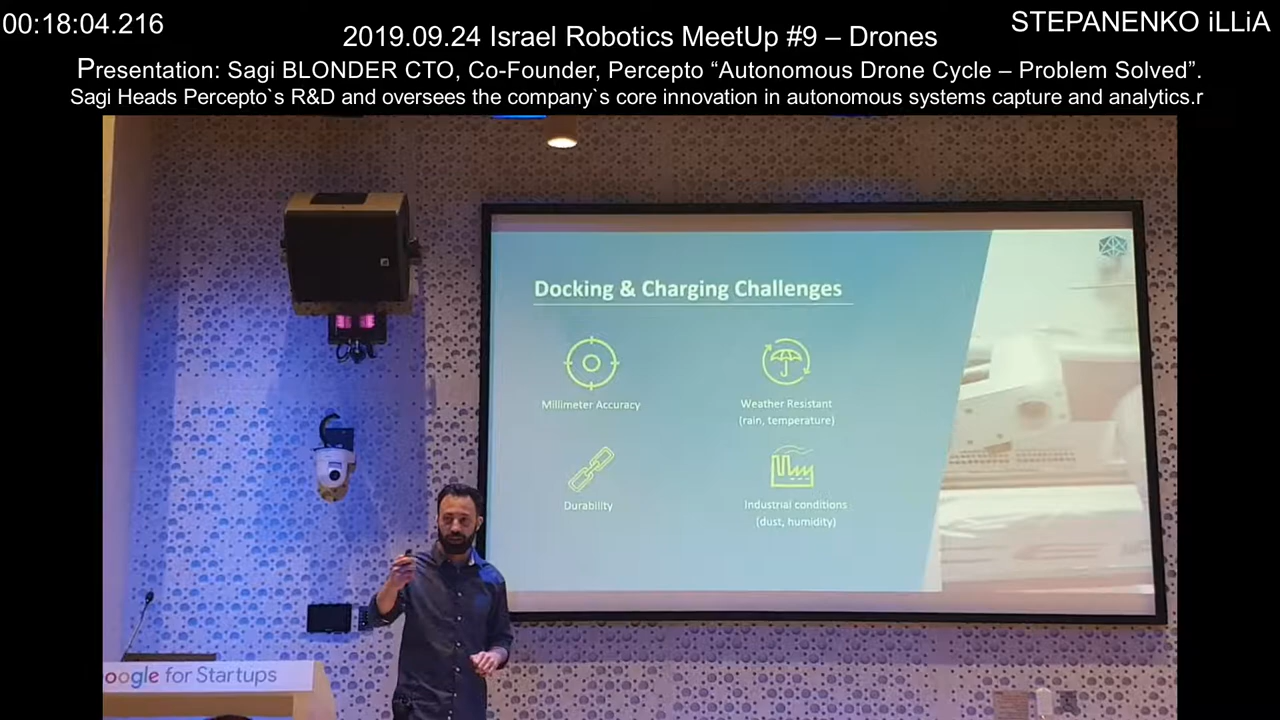 00:18:04.216
STEPANENKO iLLiA
2019.09.24 Israel Robotics MeetUp #9 – Drones
Presentation: Sagi BLONDER CTO, Co-Founder, Percepto “Autonomous Drone Cycle – Problem Solved”.
Sagi Heads Percepto`s R&D and oversees the company`s core innovation in autonomous systems capture and analytics.r
Docking & Charging Challenges
Millimeter Accuracy
Weather Resistant
(rain, temperature)
Durability
Industrial conditions
(dust, humidity)
oogle for Startups